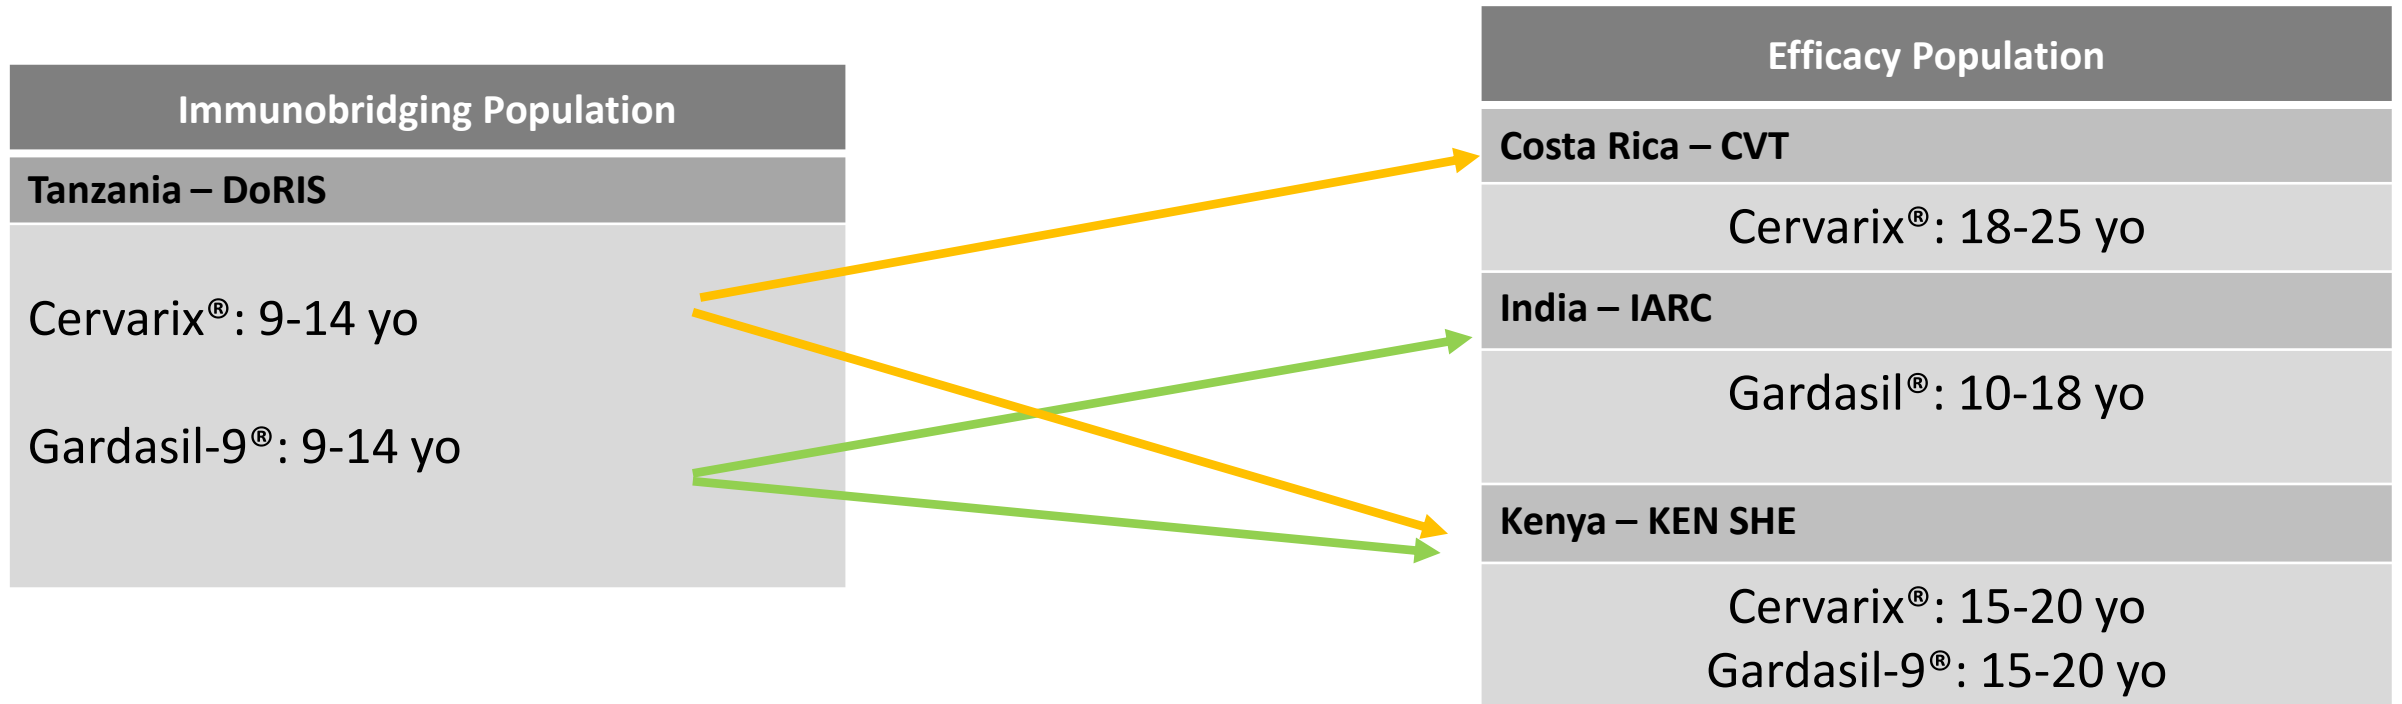 Immunobridging Population
Tanzania – DoRIS
Cervarix®: 9-14 yo
Gardasil-9®: 9-14 yo
Efficacy Population
Costa Rica – CVT
Cervarix®: 18-25 yo
India – IARC
Gardasil®: 10-18 yo
Kenya – KEN SHE
Cervarix®: 15-20 yo
Gardasil-9®: 15-20 yo